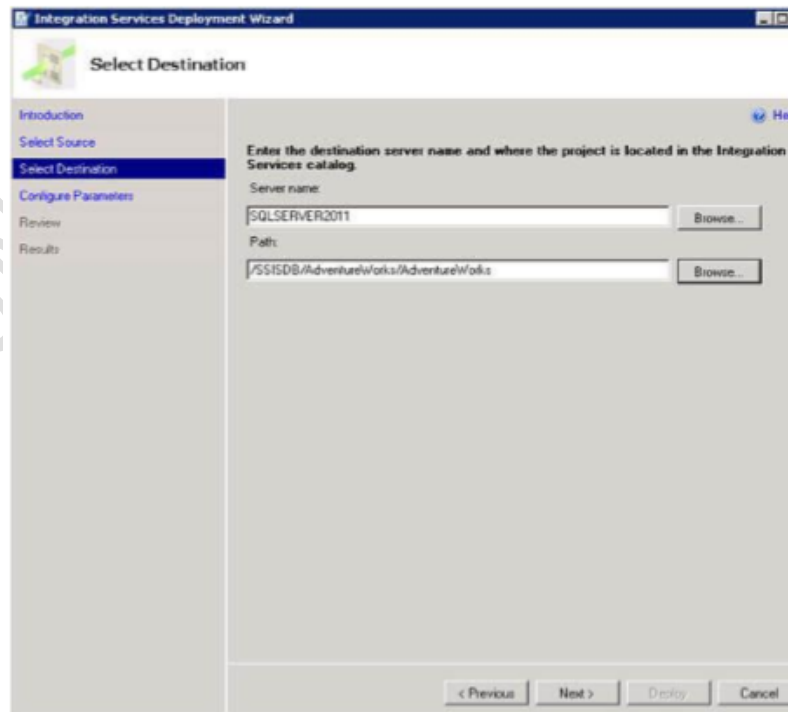 Integration Services Deployment Wizard
Select Destination
Introduction
Select Source
Select Destination
Configure Parameters
Review
Results
Enter the destination server name and where the project is located in the Integration
Services catalog.
Server name:
SQLSERVER2011
Browse...
Path:
/SSISDB/AdventureWorks/AdventureWorks
Browse...
< Previous
Next >
Deploy
Cancel